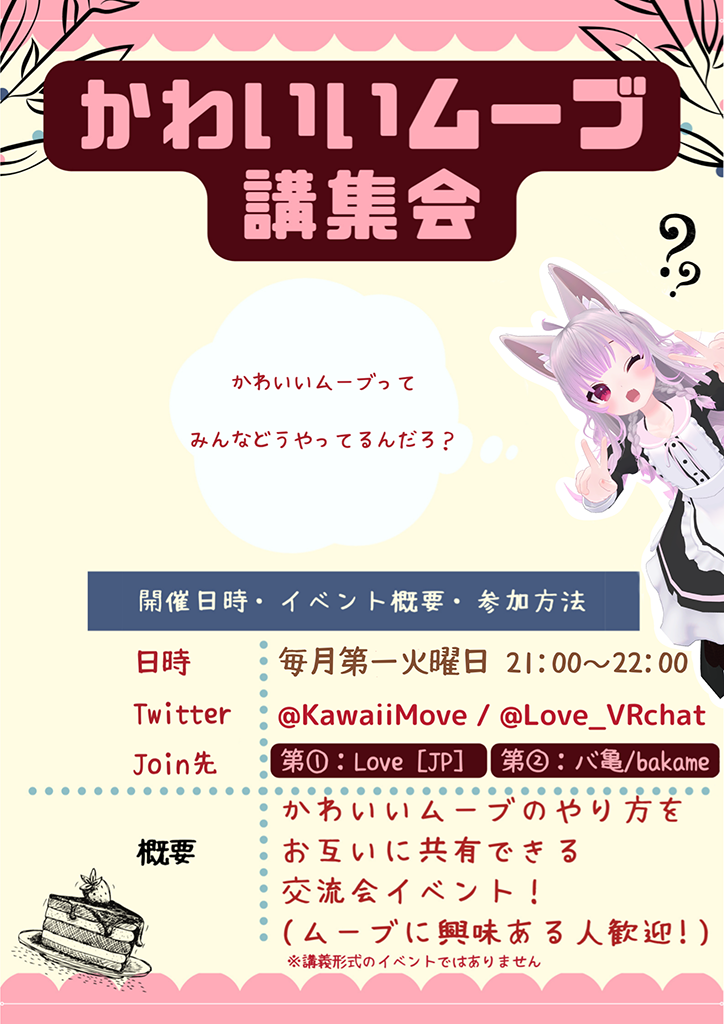 かわいいムーブ
講集会
??
かわいいムーブって
みんなどうやってるんだろ？
開催日時・イベント概要・参加方法
日時 毎月第一火曜日 21:00〜22:00
Twitter @KawaiiMove / @Love_VRchat
Join先 第①：Love [JP] 第②：バ亀/bakame
概要
かわいいムーブのやり方を
お互いに共有できる
交流会イベント！
(ムーブに興味ある人歓迎!)
※講義形式のイベントではありません